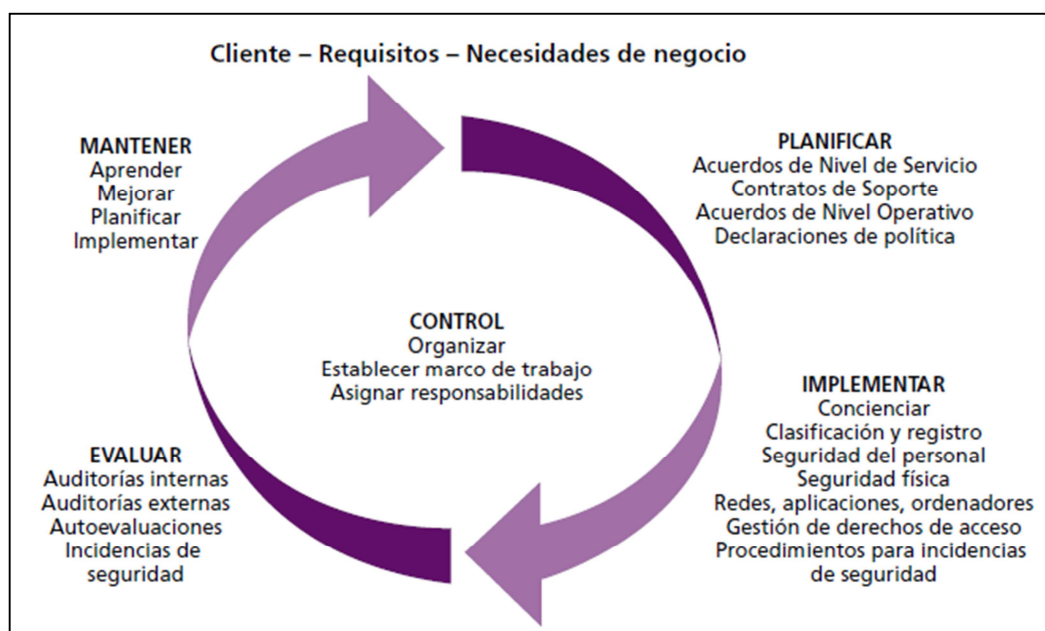 Cliente – Requisitos – Necesidades de negocio
MANTENER
Aprender
Mejorar
Planificar
Implementar
PLANIFICAR
Acuerdos de Nivel de Servicio
Contratos de Soporte
Acuerdos de Nivel Operativo
Declaraciones de política
CONTROL
Organizar
Establecer marco de trabajo
Asignar responsabilidades
EVALUAR
Auditorías internas
Auditorías externas
Autoevaluaciones
Incidencias de
seguridad
IMPLEMENTAR
Concienciar
Clasificación y registro
Seguridad del personal
Seguridad física
Redes, aplicaciones, ordenadores
Gestión de derechos de acceso
Procedimientos para incidencias
de seguridad